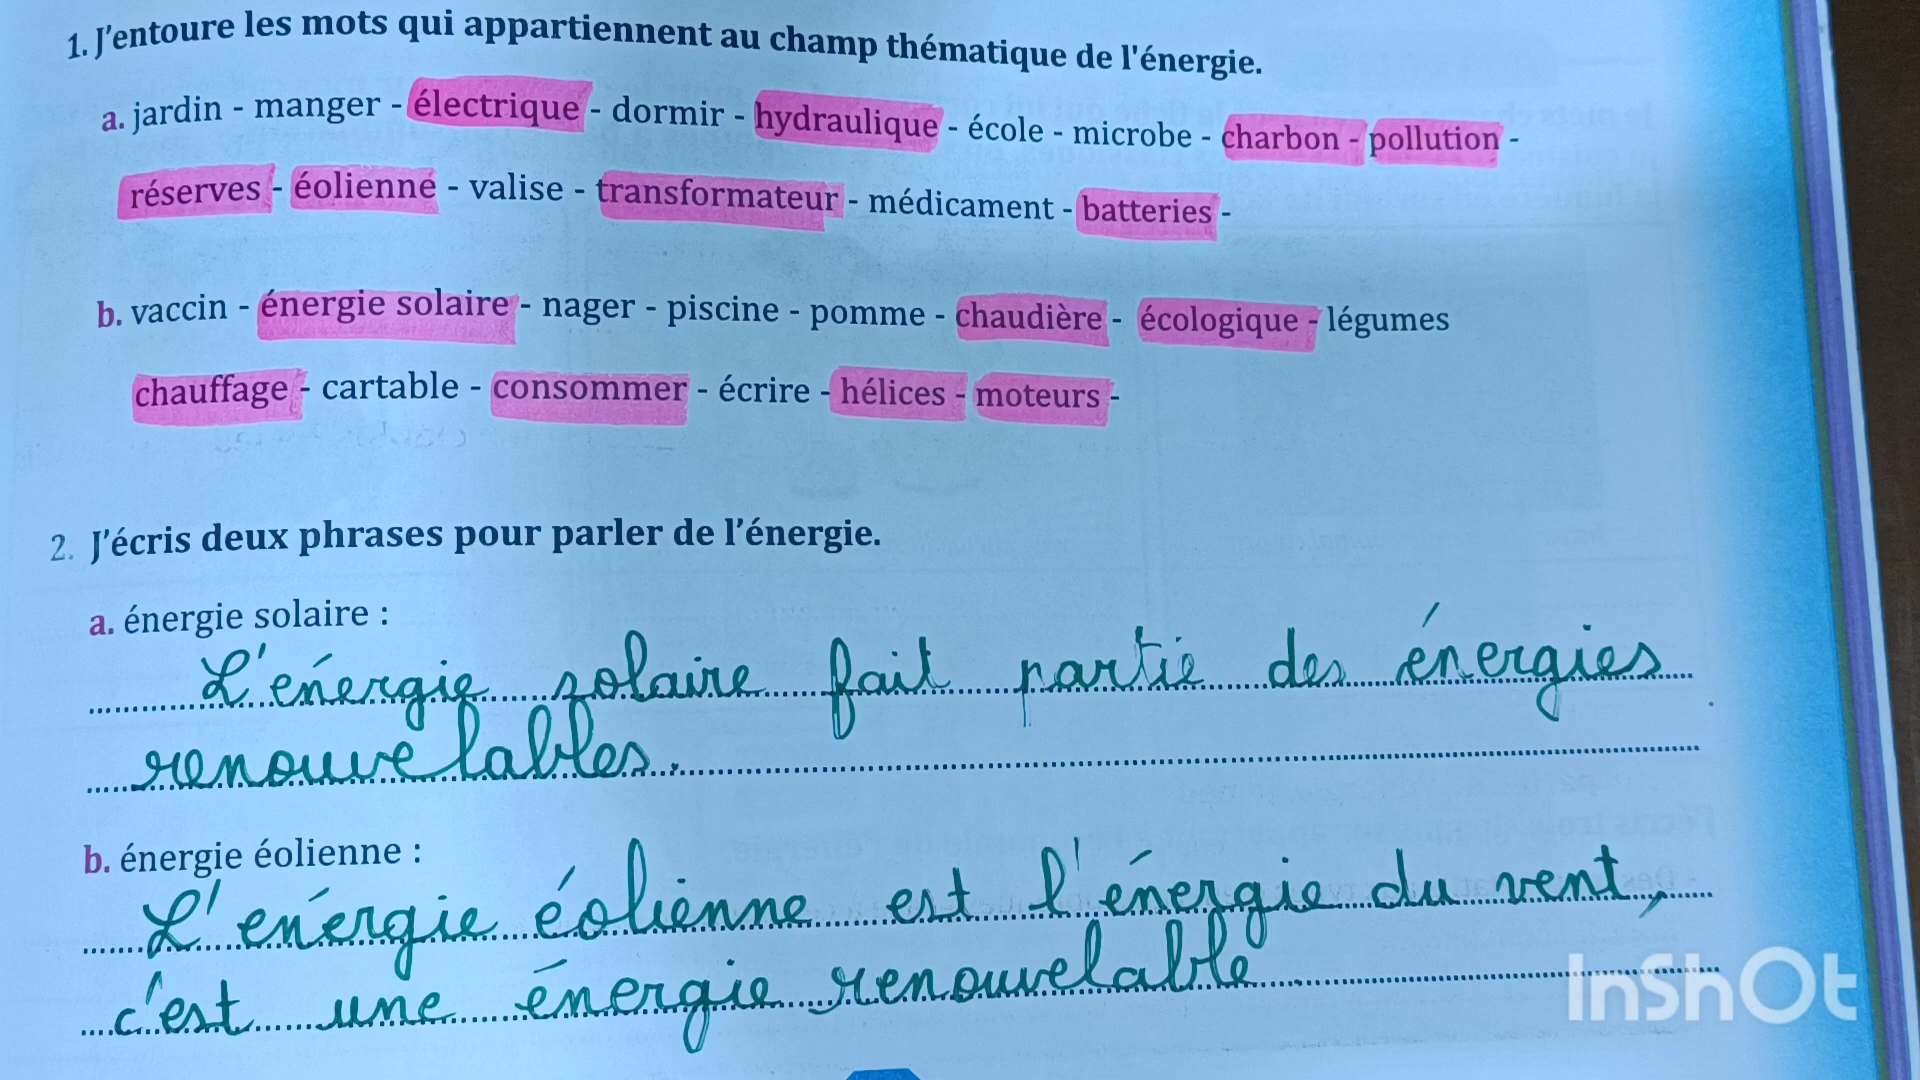 1. J'entoure les mots qui appartiennent au champ thématique de l'énergie.
a. jardin - manger - électrique - dormir - hydraulique - école - microbe - charbon - pollution -
réserves - éolienne - valise - transformateur - médicament - batteries -
b. vaccin - énergie solaire - nager - piscine - pomme - chaudière - écologique - légumes
chauffage - cartable - consommer - écrire - hélices - moteurs -
2. J'écris deux phrases pour parler de l'énergie.
a. énergie solaire :
L'énergie solaire fait partie des énergies
renouvelables.
b. énergie éolienne :
L'énergie éolienne est l'énergie du vent,
c'est une énergie renouvelable
InShOt